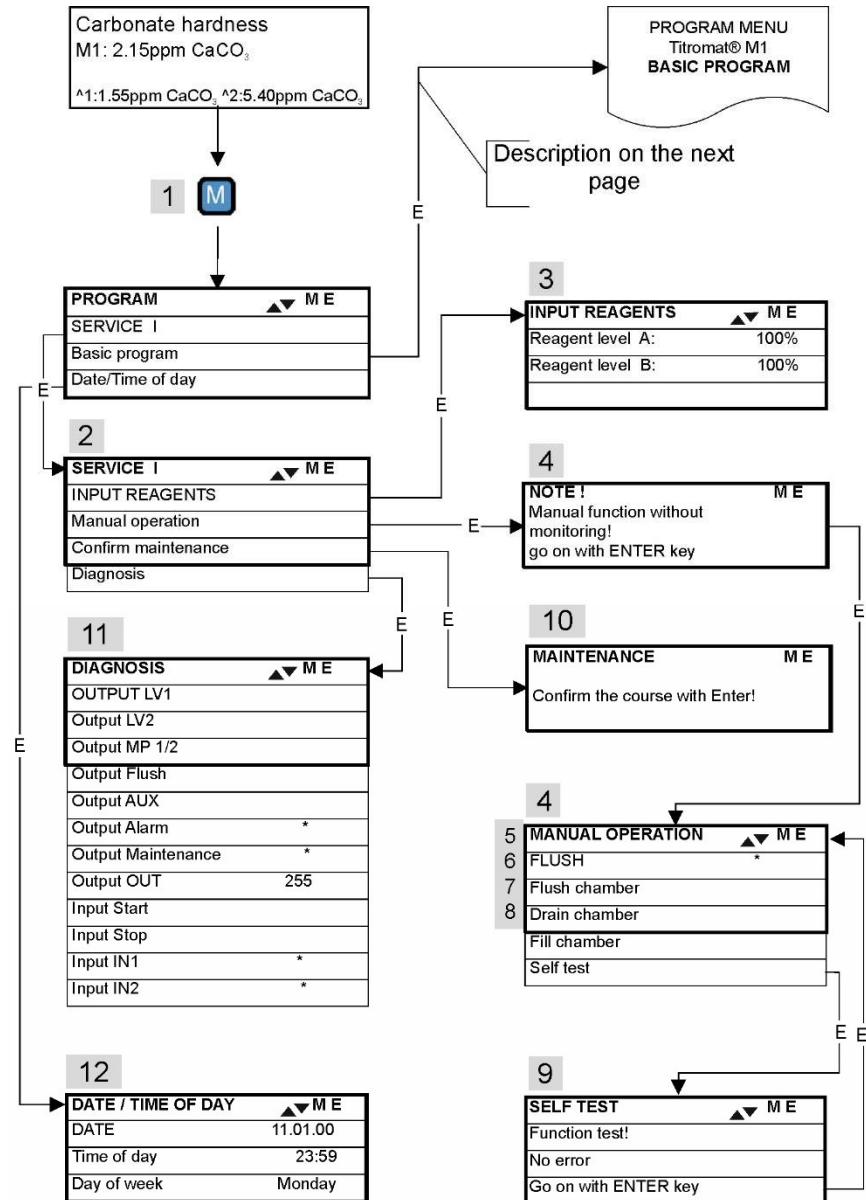 Carbonate hardness
M1: 2.15ppm CaCO₃
^1:1.55ppm CaCO₃ ^2:5.40ppm CaCO₃
PROGRAM MENU
Titromat® M1
BASIC PROGRAM
Description on the next
page
1 M
E
PROGRAM ▲▼ M E
SERVICE I
Basic program
Date/Time of day
E
3
INPUT REAGENTS ▲▼ M E
Reagent level A: 100%
Reagent level B: 100%
E
2
SERVICE I ▲▼ M E
INPUT REAGENTS
Manual operation
Confirm maintenance
Diagnosis
E
4
NOTE ! M E
Manual function without
monitoring!
go on with ENTER key
E
E
E
10
MAINTENANCE M E
Confirm the course with Enter!
11
DIAGNOSIS ▲▼ M E
OUTPUT LV1
Output LV2
Output MP 1/2
Output Flush
Output AUX
Output Alarm *
Output Maintenance *
Output OUT 255
Input Start
Input Stop
Input IN1 *
Input IN2 *
E
4
5 MANUAL OPERATION ▲▼ M E
6 FLUSH *
7 Flush chamber
8 Drain chamber
Fill chamber
Self test
E E
12
DATE / TIME OF DAY ▲▼ M E
DATE 11.01.00
Time of day 23:59
Day of week Monday
9
SELF TEST ▲▼ M E
Function test!
No error
Go on with ENTER key